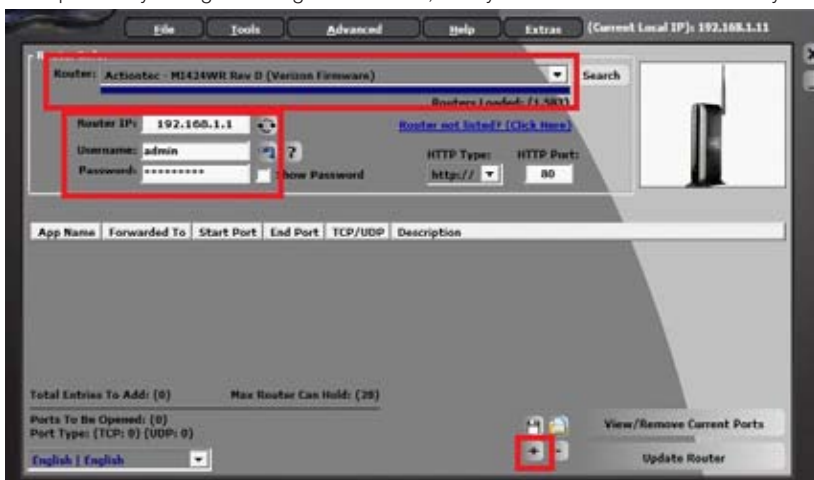 File Tools Advanced Help Extras (Current Local IP): 192.168.1.11
Router: Actiontec - MI424WR Rev D (Verizon Firmware) Search
Routers Loaded: (1,583)
Router IP: 192.168.1.1 Router not listed? (Click Here)
Username: admin ? HTTP Type: HTTP Port:
Password: ********* how Password http:// 80
App Name Forwarded To Start Port End Port TCP/UDP Description
Total Entries To Add: (0) Max Router Can Hold: (20)
Ports To Be Opened: (0)
Port Type: (TCP: 0) (UDP: 0)
View/Remove Current Ports
English | English + - Update Router